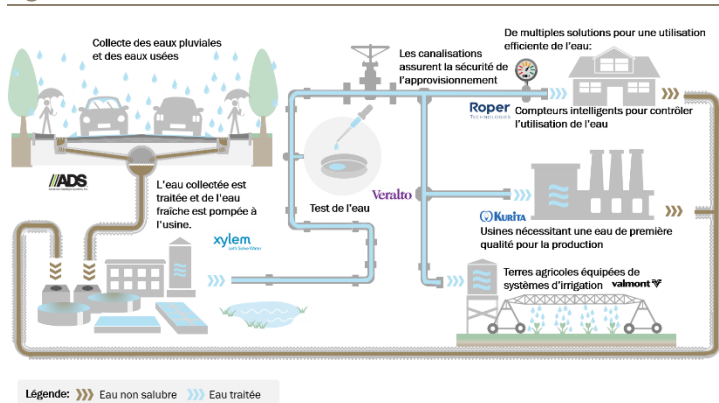 Collecte des eaux pluviales
et des eaux usées
Les canalisations
assurent la sécurité de
l'approvisionnement
De multiples solutions pour une utilisation
efficiente de l'eau:
Roper
TECHNOLOGIES
Compteurs intelligents pour contrôler
l'utilisation de l'eau
ADS
L'eau collectée est
traitée et de l'eau
fraîche est pompée à
l'usine.
xylem
Let's Solve Water
Test de l'eau
Veralto
KURITA
Usines nécessitant une eau de première
qualité pour la production
Terres agricoles équipées de
systèmes d'irrigation
valmont
Légende: Eau non salubre Eau traitée